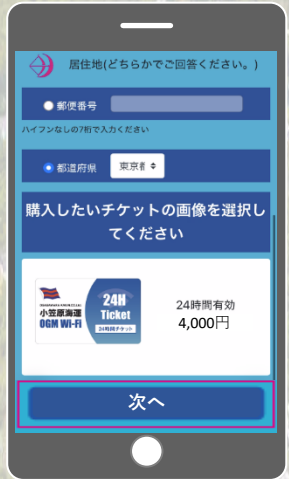 居住地(どちらかでご回答ください。)
郵便番号
ハイフンなしの7桁で入力ください
都道府県 東京都
購入したいチケットの画像を選択し
てください
小笠原海運
OGM Wi-Fi
24H
Ticket
24時間チケット
24時間有効
4,000円
次へ